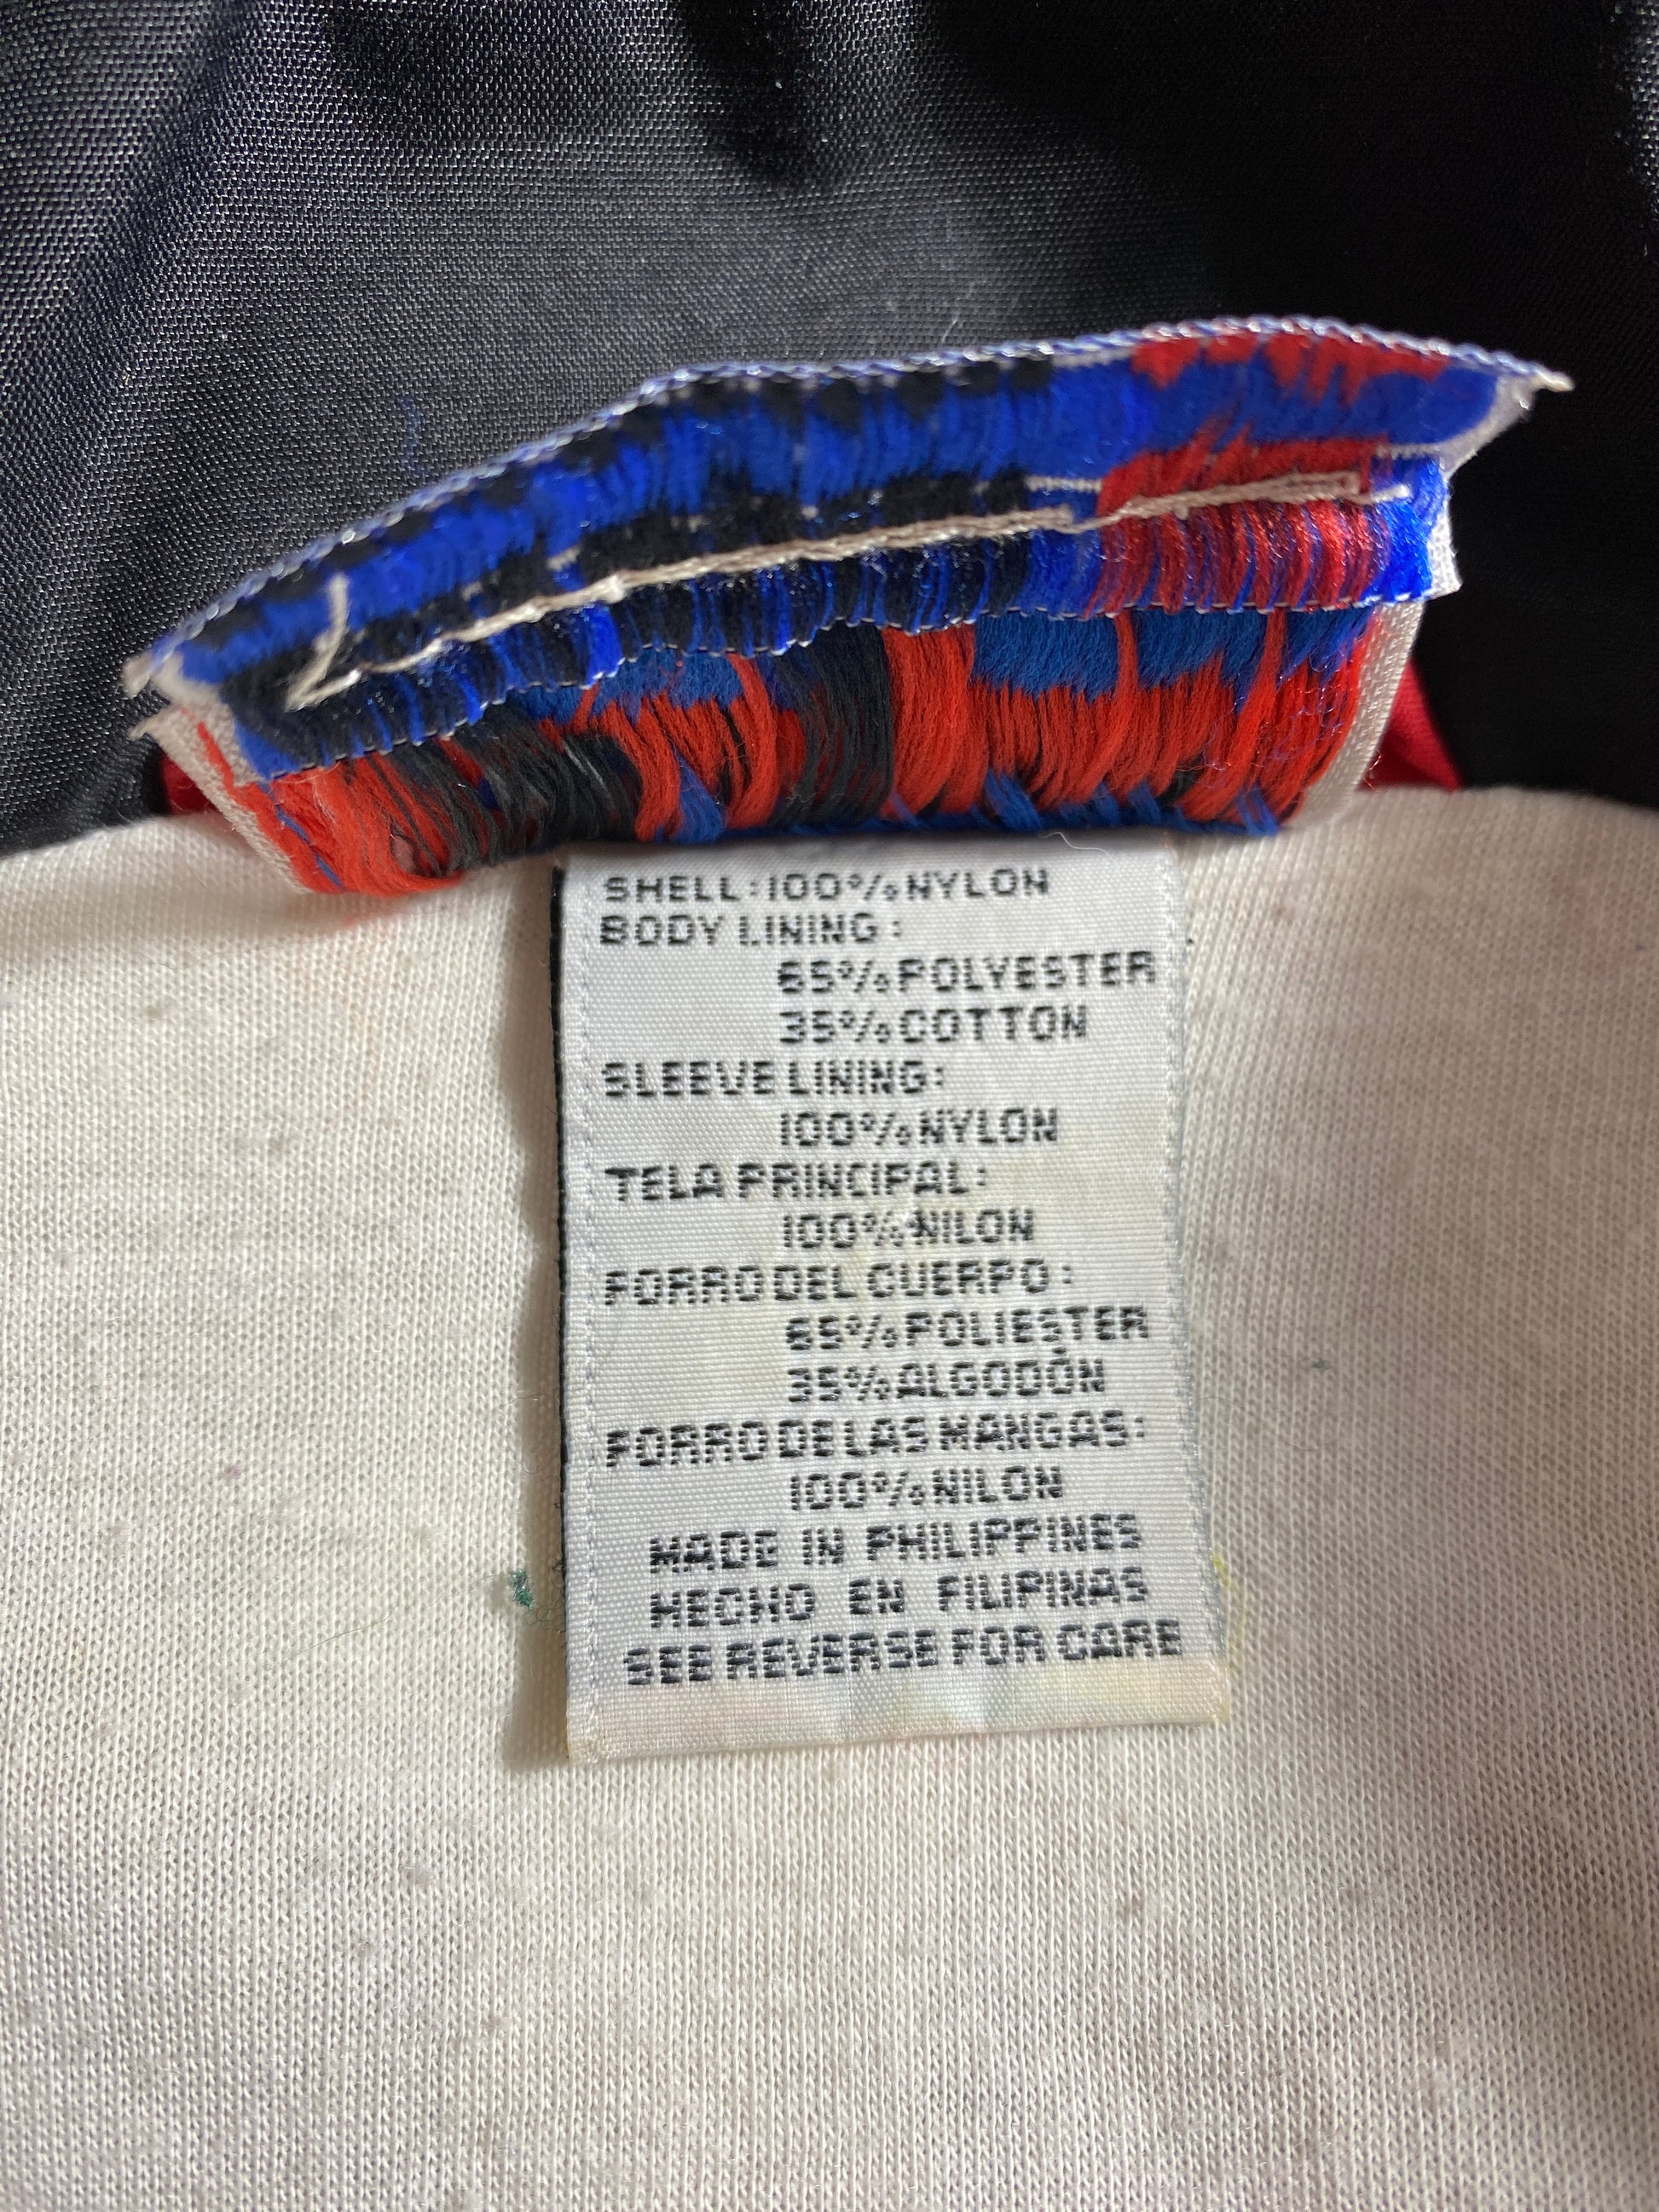 SHELL:100%NYLON
BODY LINING:
65%POLYESTER
35%COTTON
SLEEVE LINING:
100%NYLON
TELA PRINCIPAL:
100%NILON
FORRO DEL CUERPO:
65%POLIESTER
35%ALGODÓN
FORRO DE LAS MANGAS:
100%NILON
MADE IN PHILIPPINES
HECHO EN FILIPINAS
SEE REVERSE FOR CARE